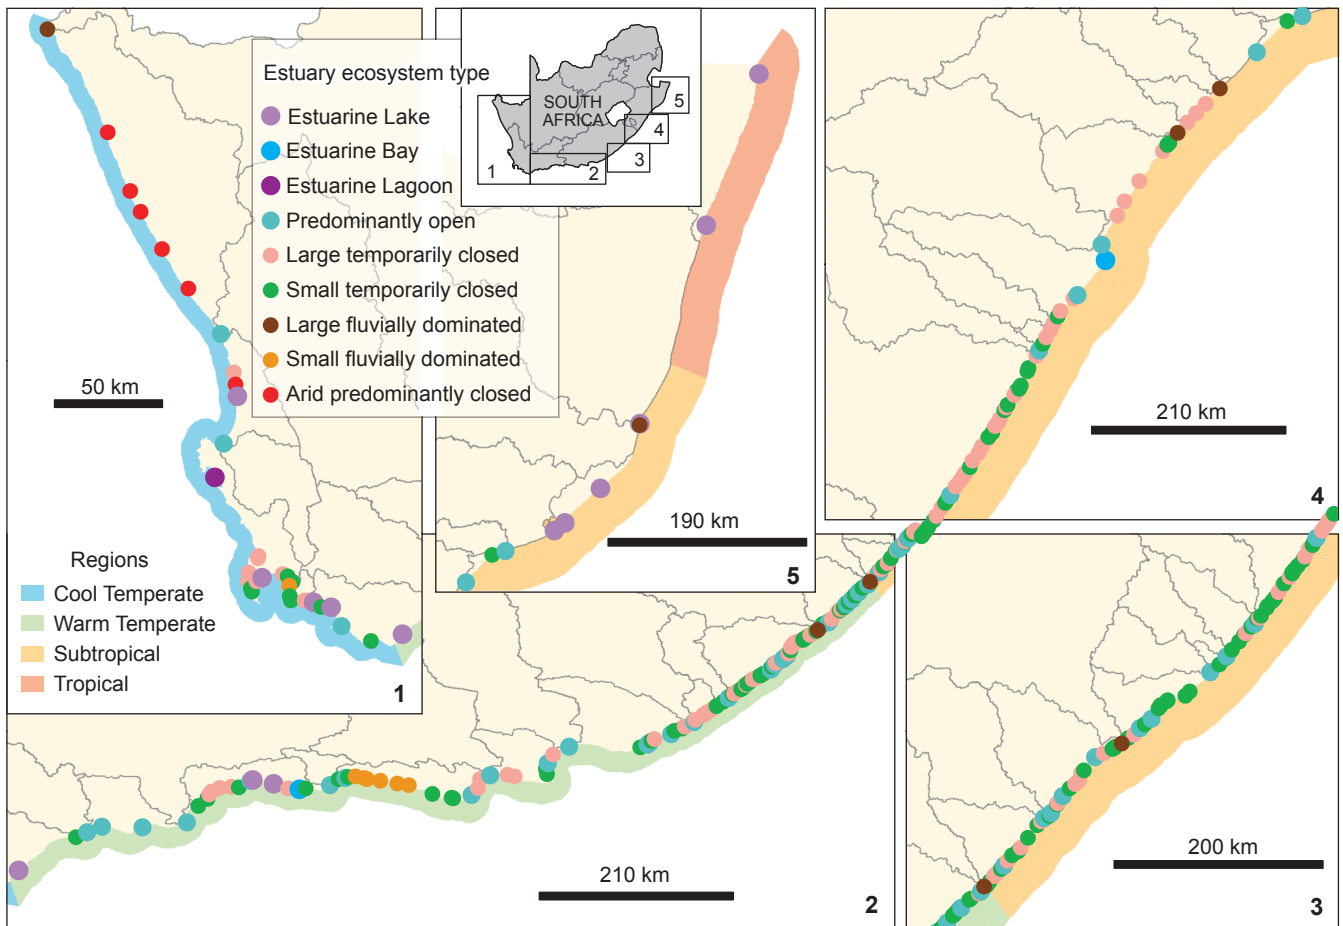 Estuary ecosystem type
Estuarine Lake
Estuarine Bay
Estuarine Lagoon
Predominantly open
Large temporarily closed
Small temporarily closed
Large fluvially dominated
Small fluvially dominated
Arid predominantly closed
SOUTH
AFRICA
1
2
3
4
5
50 km
Regions
Cool Temperate
Warm Temperate
Subtropical
Tropical
1
190 km
5
210 km
4
210 km
2
200 km
3